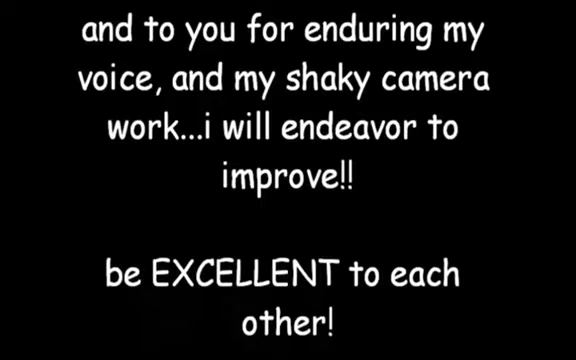 and to you for enduring my
voice, and my shaky camera
work...i will endeavor to
improve!!
be EXCELLENT to each
other!